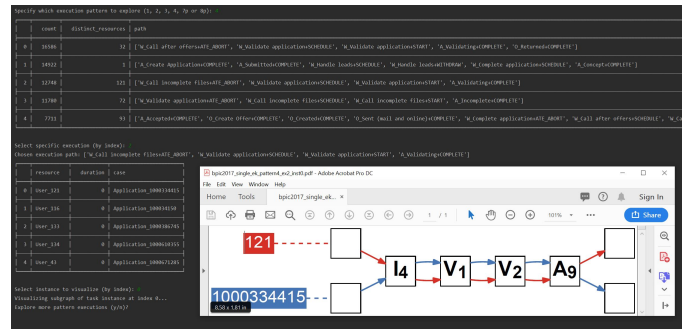 Specify which execution pattern to explore (1, 2, 3, 4, 7p or 8p):
count | distinct_resources | path
0 | 16506 | 32 | ['W_Call after offers+ATE_ABORT', 'W_Validate application+SCHEDULE', 'W_Validate application+START', 'A_Validating+COMPLETE', 'O_Returned+COMPLETE']
1 | 14922 | 1 | ['A_Create Application+COMPLETE', 'A_Submitted+COMPLETE', 'W_Handle leads+SCHEDULE', 'W_Handle leads+WITHDRAW', 'W_Complete application+SCHEDULE', 'A_Concept+COMPLETE']
2 | 12748 | 121 | ['W_Call incomplete files+ATE_ABORT', 'W_Validate application+SCHEDULE', 'W_Validate application+START', 'A_Validating+COMPLETE']
3 | 11780 | 72 | ['W_Validate application+ATE_ABORT', 'W_Call incomplete files+SCHEDULE', 'W_Call incomplete files+START', 'A_Incomplete+COMPLETE']
4 | 7711 | 93 | ['A_Accepted+COMPLETE', 'O_Create Offer+COMPLETE', 'O_Created+COMPLETE', 'O_Sent (mail and online)+COMPLETE', 'W_Complete application+ATE_ABORT', 'W_Call after offers+SCHEDULE', 'W_Ca
Select specific execution (by index):
Chosen execution path: ['W_Call incomplete files+ATE_ABORT', 'W_Validate application+SCHEDULE', 'W_Validate application+START', 'A_Validating+COMPLETE']
resource | duration | case
0 | User_121 | 0 | Application_1000334415
1 | User_116 | 0 | Application_100034150
2 | User_133 | 0 | Application_1000386745
3 | User_134 | 0 | Application_1000610355
4 | User_43 | 0 | Application_1000671285
Select instance to visualize (by index):
Visualizing subgraph of task instance at index 0...
Explore more pattern executions (y/n)?
bpic2017_single_ek_pattern4_ex2_inst0.pdf - Adobe Acrobat Pro DC
File Edit View Window Help
Home Tools bpic2017_single_ek... × Sign In
1 / 1 101% Share
121
I4 V1 V2 A9
1000334415
8,58 x 1,81 in